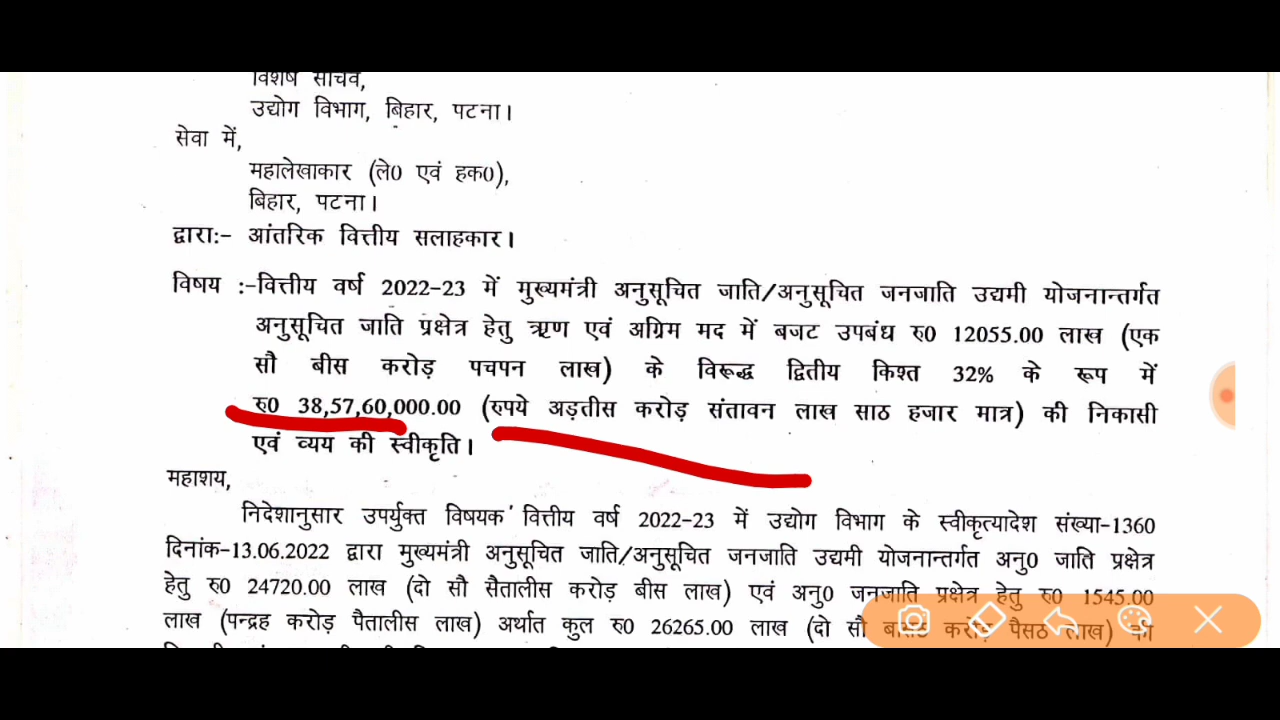 विशेष सचिव,
उद्योग विभाग, बिहार, पटना।
सेवा में,
महालेखाकार (ले0 एवं हक0),
बिहार, पटना।
द्वाराः- आंतरिक वित्तीय सलाहकार।
विषय :-वित्तीय वर्ष 2022-23 में मुख्यमंत्री अनुसूचित जाति/अनुसूचित जनजाति उद्यमी योजनान्तर्गत
अनुसूचित जाति प्रक्षेत्र हेतु ऋण एवं अग्रिम मद में बजट उपबंध रु0 12055.00 लाख (एक
सौ बीस करोड़ पचपन लाख) के विरूद्ध द्वितीय किश्त 32% के रूप में
रु0 38,57,60,000.00 (रुपये अड़तीस करोड़ संतावन लाख साठ हजार मात्र) की निकासी
एवं व्यय की स्वीकृति।
महाशय,
निदेशानुसार उपर्युक्त विषयक वित्तीय वर्ष 2022-23 में उद्योग विभाग के स्वीकृत्यादेश संख्या-1360
दिनांक-13.06.2022 द्वारा मुख्यमंत्री अनुसूचित जाति/अनुसूचित जनजाति उद्यमी योजनान्तर्गत अनु0 जाति प्रक्षेत्र
हेतु रु0 24720.00 लाख (दो सौ सैतालीस करोड़ बीस लाख) एवं अनु0 जनजाति प्रक्षेत्र हेतु रु0 1545.00
लाख (पन्द्रह करोड़ पैतालीस लाख) अर्थात कुल रु0 26265.00 लाख (दो सौ बासठ करोड़ पैसठ लाख) की